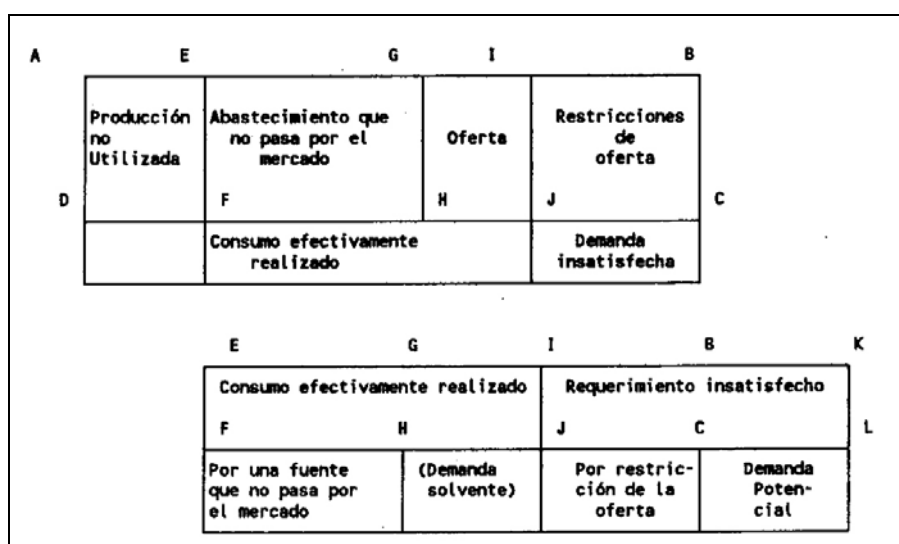 A E G I B
Producción Abastecimiento que Restricciones
no no pasa por el Oferta de
Utilizada mercado oferta
D F H J C
Consumo efectivamente Demanda
realizado insatisfecha
E G I B K
Consumo efectivamente realizado Requerimiento insatisfecho
F H J C L
Por una fuente (Demanda Por restric- Demanda
que no pasa por solvente) ción de la Poten-
el mercado oferta cial